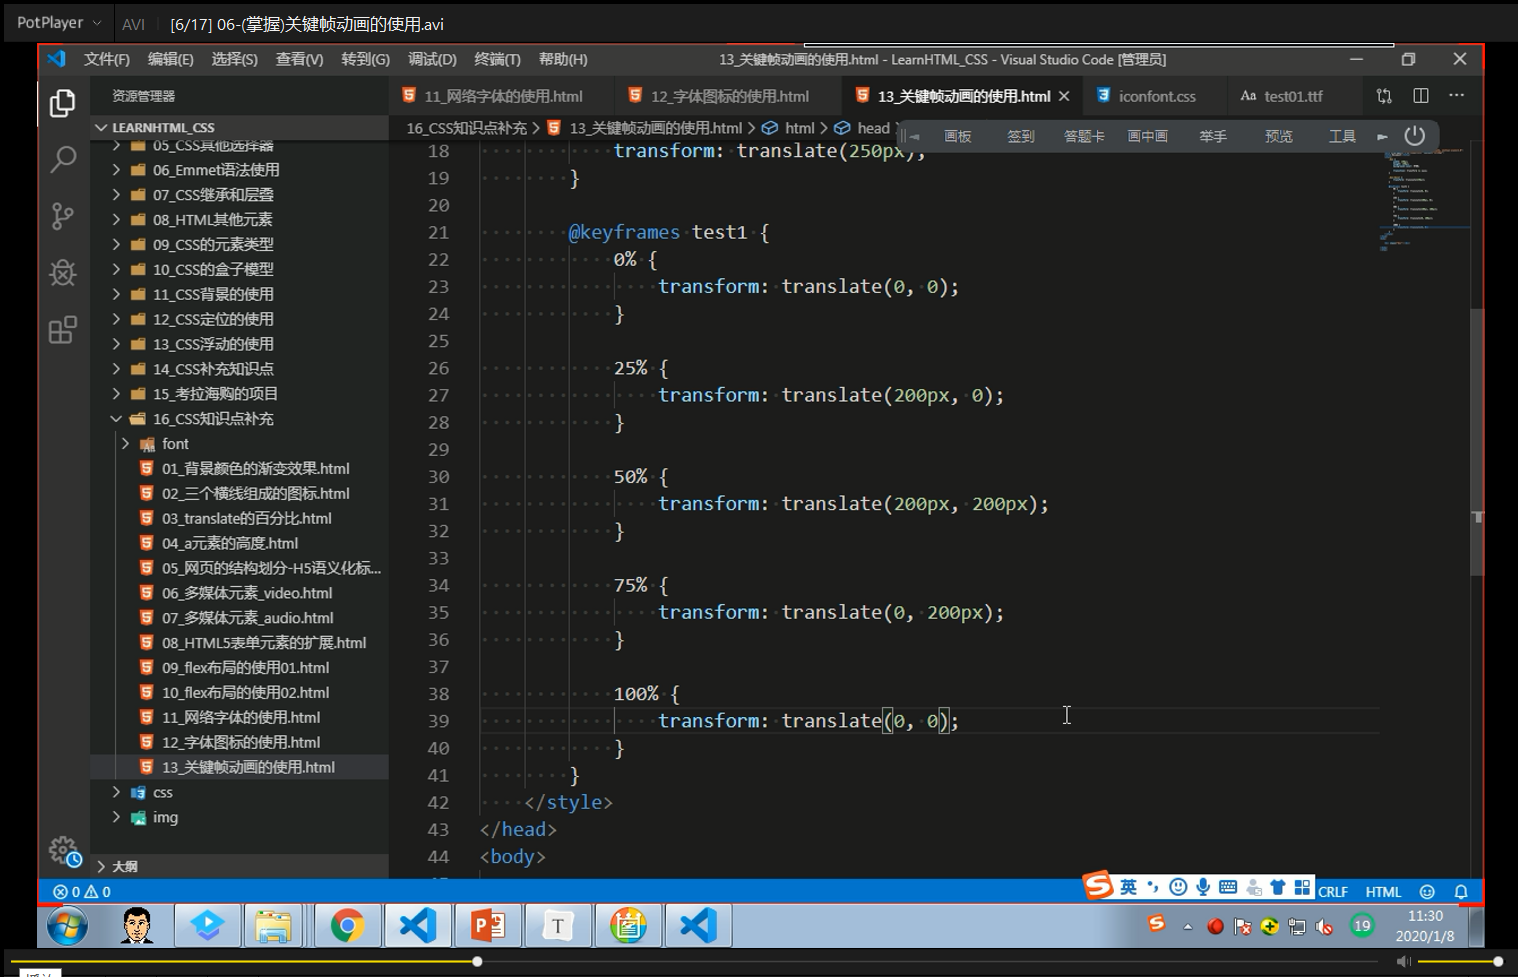 PotPlayer AVI [6/17] 06-(掌握)关键帧动画的使用.avi
文件(F) 编辑(E) 选择(S) 查看(V) 转到(G) 调试(D) 终端(T) 帮助(H) 13_关键帧动画的使用.html - LearnHTML_CSS - Visual Studio Code [管理员]
资源管理器
11_网络字体的使用.html 12_字体图标的使用.html 13_关键帧动画的使用.html iconfont.css Aa test01.ttf
LEARNHTML_CSS
16_CSS知识点补充 > 13_关键帧动画的使用.html > html > head
画板 签到 答题卡 画中画 举手 预览 工具
05_CSS其他选择器
06_Emmet语法使用
07_CSS继承和层叠
08_HTML其他元素
09_CSS的元素类型
10_CSS的盒子模型
11_CSS背景的使用
12_CSS定位的使用
13_CSS浮动的使用
14_CSS补充知识点
15_考拉海购的项目
16_CSS知识点补充
font
01_背景颜色的渐变效果.html
02_三个横线组成的图标.html
03_translate的百分比.html
04_a元素的高度.html
05_网页的结构划分-H5语义化标...
06_多媒体元素_video.html
07_多媒体元素_audio.html
08_HTML5表单元素的扩展.html
09_flex布局的使用01.html
10_flex布局的使用02.html
11_网络字体的使用.html
12_字体图标的使用.html
13_关键帧动画的使用.html
css
img
大纲
18 transform: translate(250px);
19 }
20
21 @keyframes test1 {
22 0% {
23 transform: translate(0, 0);
24 }
25
26 25% {
27 transform: translate(200px, 0);
28 }
29
30 50% {
31 transform: translate(200px, 200px);
32 }
33
34 75% {
35 transform: translate(0, 200px);
36 }
37
38 100% {
39 transform: translate(0, 0);
40 }
41 }
42 </style>
43 </head>
44 <body>
0 0 英 CRLF HTML
T 19 11:30
2020/1/8